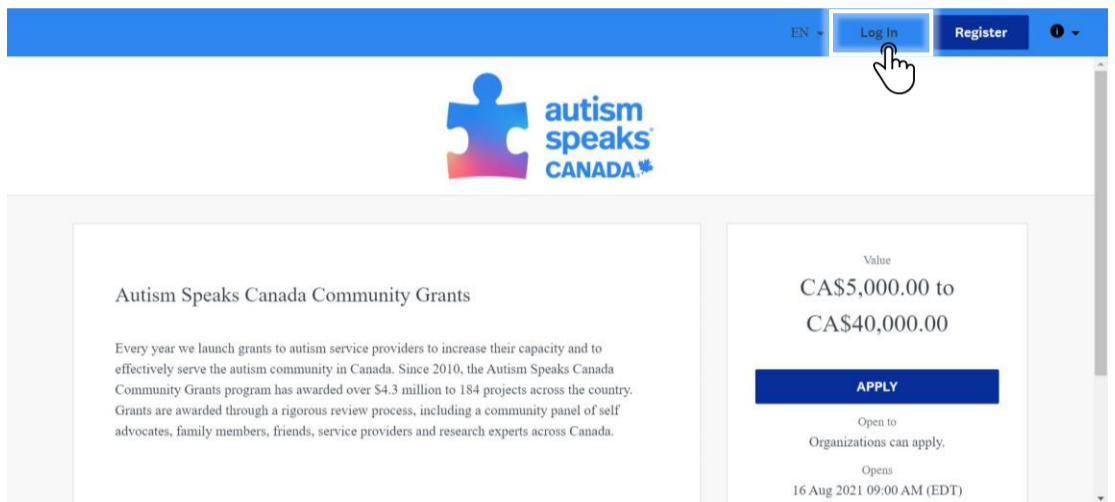 EN Log In Register
autism
speaks
CANADA
Autism Speaks Canada Community Grants
Every year we launch grants to autism service providers to increase their capacity and to
effectively serve the autism community in Canada. Since 2010, the Autism Speaks Canada
Community Grants program has awarded over $4.3 million to 184 projects across the country.
Grants are awarded through a rigorous review process, including a community panel of self
advocates, family members, friends, service providers and research experts across Canada.
Value
CA$5,000.00 to
CA$40,000.00
APPLY
Open to
Organizations can apply.
Opens
16 Aug 2021 09:00 AM (EDT)